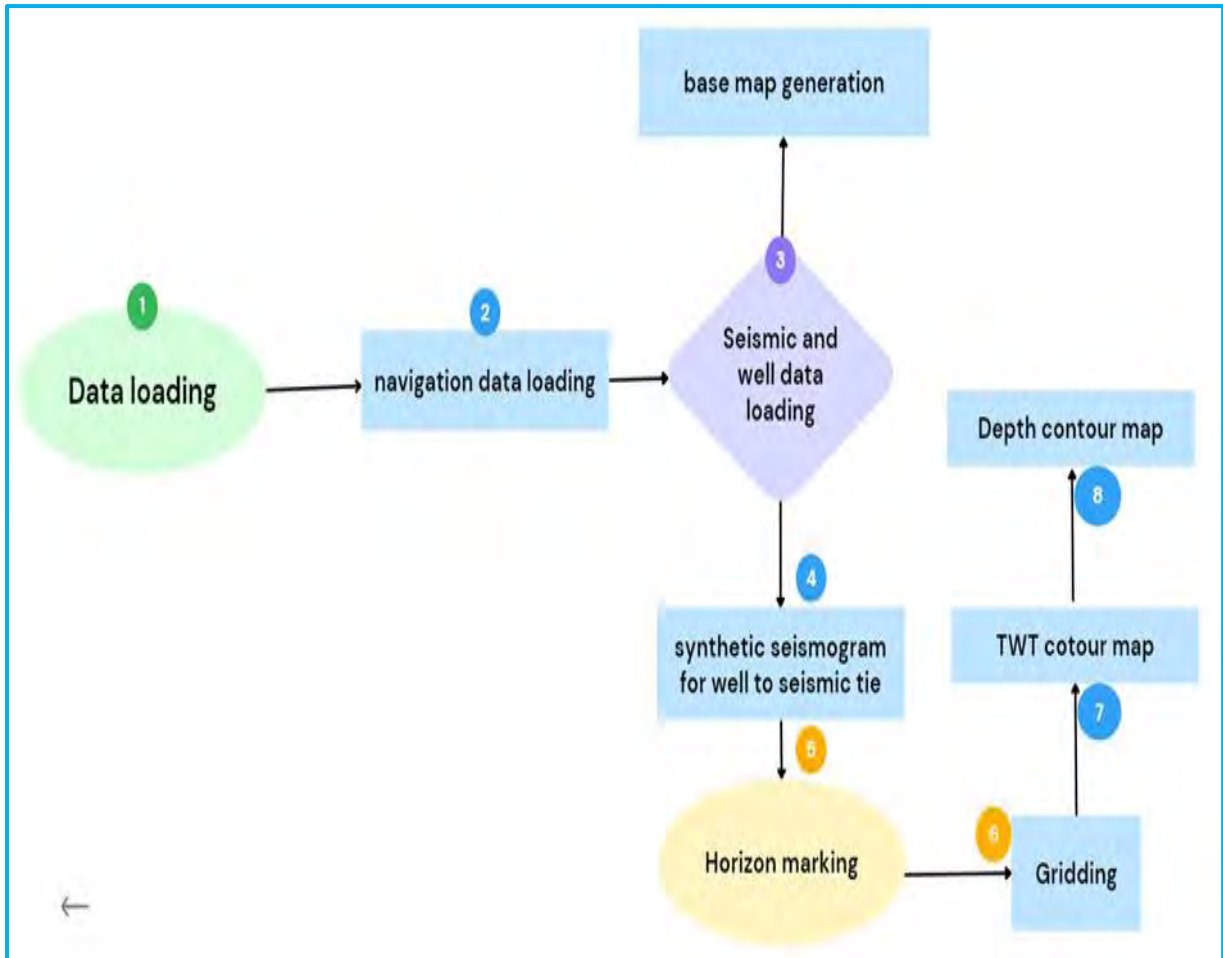 base map generation
1
Data loading
2
navigation data loading
3
Seismic and
well data
loading
4
synthetic seismogram
for well to seismic tie
5
Horizon marking
6
Gridding
7
TWT cotour map
8
Depth contour map